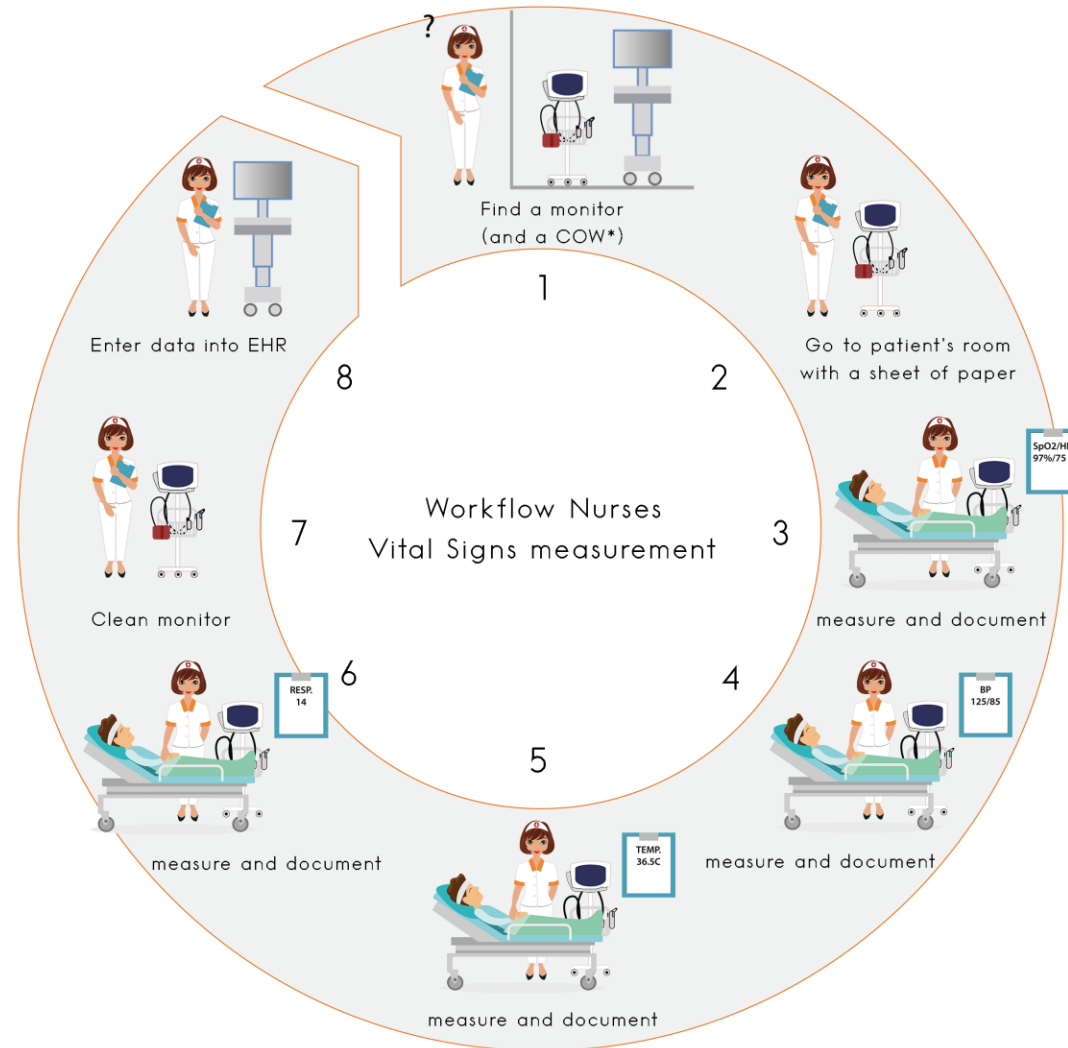 ?
Find a monitor
(and a COW*)
1
Go to patient's room
with a sheet of paper
2
SpO2/HR
97%/75
measure and document
3
BP
125/85
measure and document
4
TEMP.
36.5C
measure and document
5
RESP.
14
measure and document
6
Clean monitor
7
Enter data into EHR
8
Workflow Nurses
Vital Signs measurement